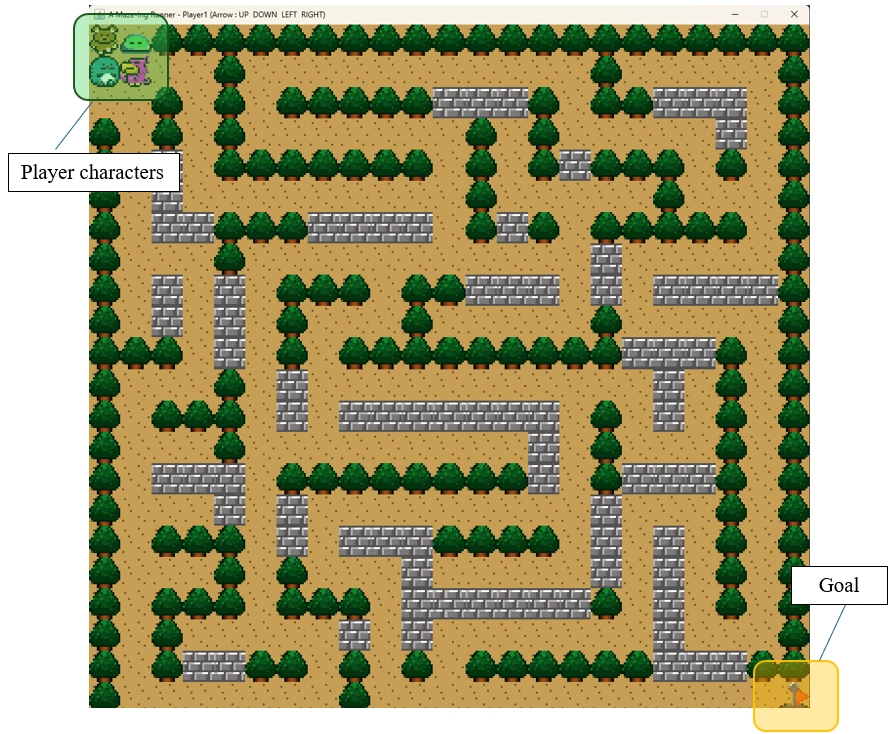 A Maze-ing Runner - Player1 (Arrow : UP DOWN LEFT RIGHT)
Player characters
Goal